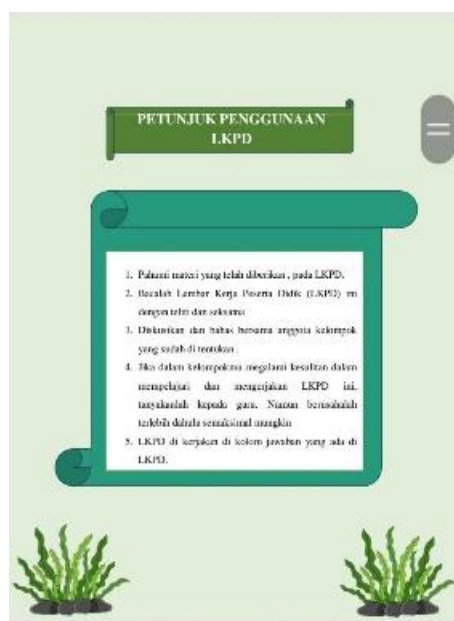 PETUNJUK PENGGUNAAN
LKPD
1. Pahami materi yang telah diberikan , pada LKPD.
2. Bacalah Lembar Kerja Peserta Didik (LKPD) ini
dengan teliti dan seksama
3. Diskusikan dan bahas bersama anggota kelompok
yang sudah di tentukan .
4. Jika dalam kelompokmu megalami kesulitan dalam
mempelajari dan mengerjakan LKPD ini,
tanyakanlah kepada guru. Namun berusahalah
terlebih dahulu semaksimal mungkin
5. LKPD di kerjakan di kolom jawaban yang ada di
LKPD.